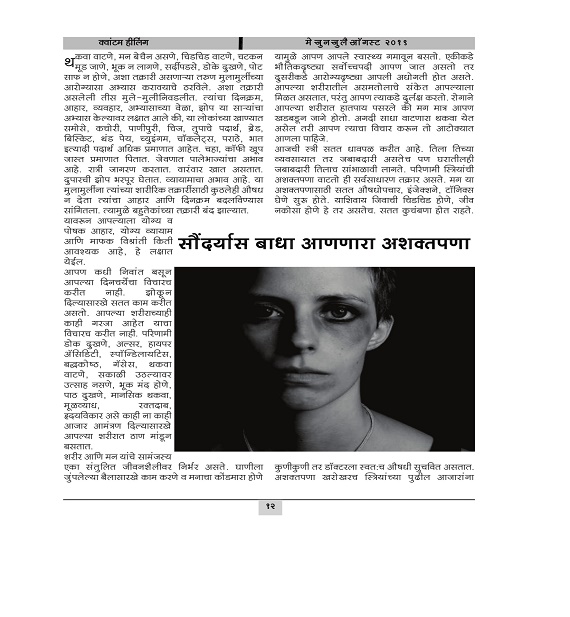 क्वांटम हीलिंग
मे जुनजुलैऑगस्ट २०१९
थकवा वाटणे, मन बेचैन असणे, चिडचिड वाटणे, चटकन
मूड जाणे, भूक न लागणे, सर्दीपडसे, डोके दुखणे, पोट
साफ न होणे, अशा तक्रारी असणाऱ्या तरुण मुलामुलींच्या
आरोग्यास अभ्यास करावयाचे ठरविले. अशा तक्रारी
असलेली तीस मुले-मुलीनिवडलीत. त्यांचा दिनक्रम,
आहार, व्यवहार, अभ्यासाच्या वेळा, झोप या साऱ्यांचा
अभ्यास केल्यावर लक्षात आले की, या लोकांच्या खाण्यात
समोसे, कचोरी, पाणीपुरी, चिज, तुपाचे पदार्थ, ब्रेड,
बिस्किट, थंड पेय, च्युइंगम, चॉकलेट्स, पराठे, भात
इत्यादी पदार्थ अधिक प्रमाणात आहेत. चहा, कॉफी खूप
जास्त प्रमाणात पितात. जेवणात पालेभाज्यांचा अभाव
आहे. रात्री जागरण करतात, वारंवार खात असतात.
दुपारची झोप भरपूर घेतात. व्यायामाचा अभाव आहे. या
मुलामुलींना त्यांच्या शारीरिक तक्रारींसाठी कुठलेही औषध
न देता त्यांचा आहार आणि दिनक्रम बदलविण्यास
सांगितला. त्यामुळे बहुतेकांच्या तक्रारी बंद झाल्यात.
यावरून आपल्याला योग्य व
पोषक आहार, योग्य व्यायाम
आणि माफक विश्रांती किती
आवश्यक आहे, हे लक्षात
येईल.
आपण कधी निवांत बसून
आपल्या दिनचर्येचा विचारच
करीत नाही. झोकून
दिल्यासारखे सतत काम करीत
असतो. आपल्या शरीराच्याही
काही गरजा आहेत याचा
विचारच करीत नाही. परिणामी
डोक दुखणे, अल्सर, हायपर
अ‍ॅसिडिटी, स्पॉन्डिलायटिस,
बद्धकोष्ठ, गॅसेस, थकवा
वाटणे, सकाळी उठल्यावर
उत्साह नसणे, भूक मंद होणे,
पाठ दुखणे, मानसिक थकवा,
मूळव्याध, रक्तदाब,
हृदयविकार असे काही ना काही
आजार आमंत्रण दिल्यासारखे
आपल्या शरीरात ठाण मांडून
बसतात.
शरीर आणि मन यांचे सामंजस्य
एका संतुलित जीवनशैलीवर निर्भर असते. घाणीला
जुंपलेल्या बैलासारखे काम करणे व मनाचा कोंडमारा होणे
यामुळे आपण आपले स्वास्थ्य गमावून बसतो. एकीकडे
भौतिकदृष्ट्या सर्वोच्चपदी आपण जात असतो तर
दुसरीकडे आरोग्यदृष्ट्या आपली अधोगती होत असते.
आपल्या शरीरातील असमतोलाचे संकेत आपल्याला
मिळत असतात, परंतु आपण त्याकडे दुर्लक्ष करतो. रोगाने
आपल्या शरीरात हातपाय पसरले की मग मात्र आपण
खडबडून जागे होतो. अगदी साधा वाटणारा थकवा येत
असेल तरी आपण त्याचा विचार करून तो आटोक्यात
आणला पाहिजे.
आजची स्त्री सतत धावपळ करीत आहे. तिला तिच्या
व्यवसायात तर जबाबदारी असतेच पण घरातीलही
जबाबदारी तिलाच सांभाळावी लागते. परिणामी स्त्रियांची
अशक्तपणा वाटतो ही सर्वसाधारण तक्रार असते. मग या
अशक्तपणासाठी सतत औषधोपचार, इंजेक्शने, टॉनिक्स
घेणे सुरू होते. याशिवाय जिवाची चिडचिड होणे, जीव
नकोसा होणे हे तर असतेच. सतत कुचंबणा होत राहते.
सौंदर्यास बाधा आणणारा अशक्तपणा
कुणीकुणी तर डॉक्टरला स्वत:च औषधी सुचवित असतात.
अशक्तपणा खरोखरच स्त्रियांच्या पुढील आजारांना
१२